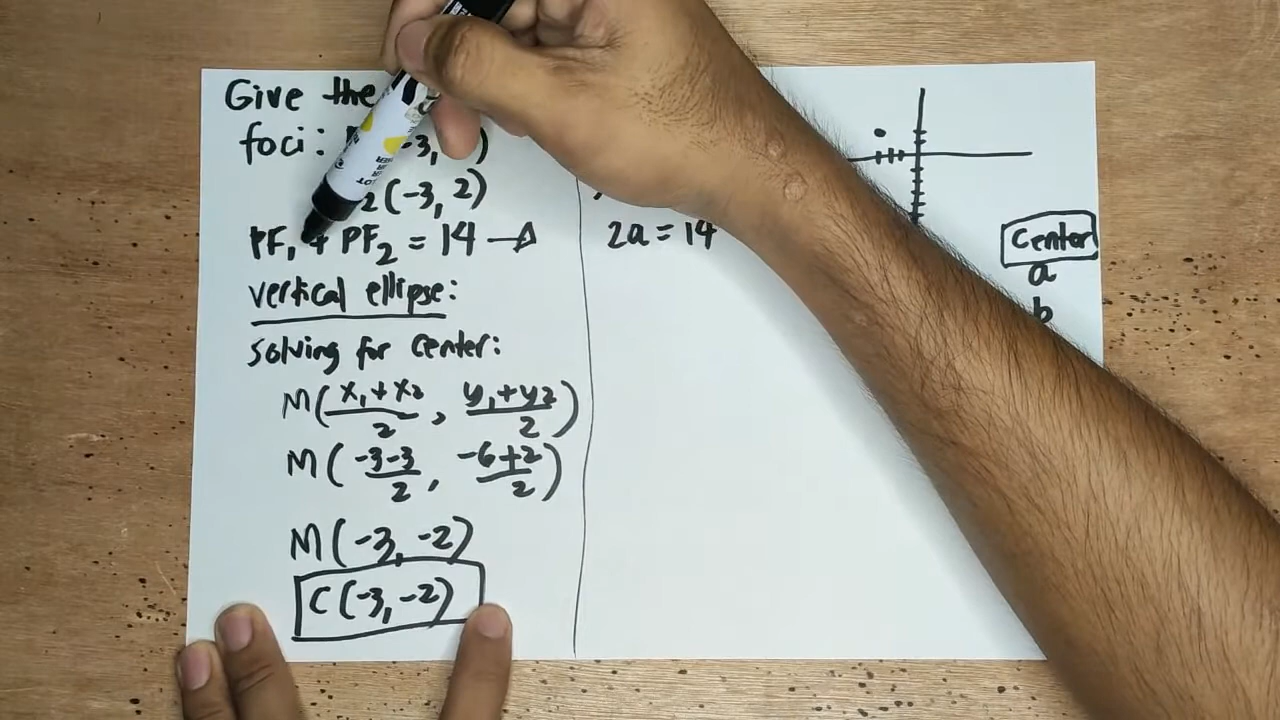 Give the
foci: -3, )
2 (-3, 2)
PF₁ + PF₂ = 14 →
vertical ellipse:
solving for center:
M(x₁+x₂/2, y₁+y₂/2)
M(-3-3/2, -6+2/2)
M(-3, -2)
C(-3, -2)
2a = 14
center
a
b